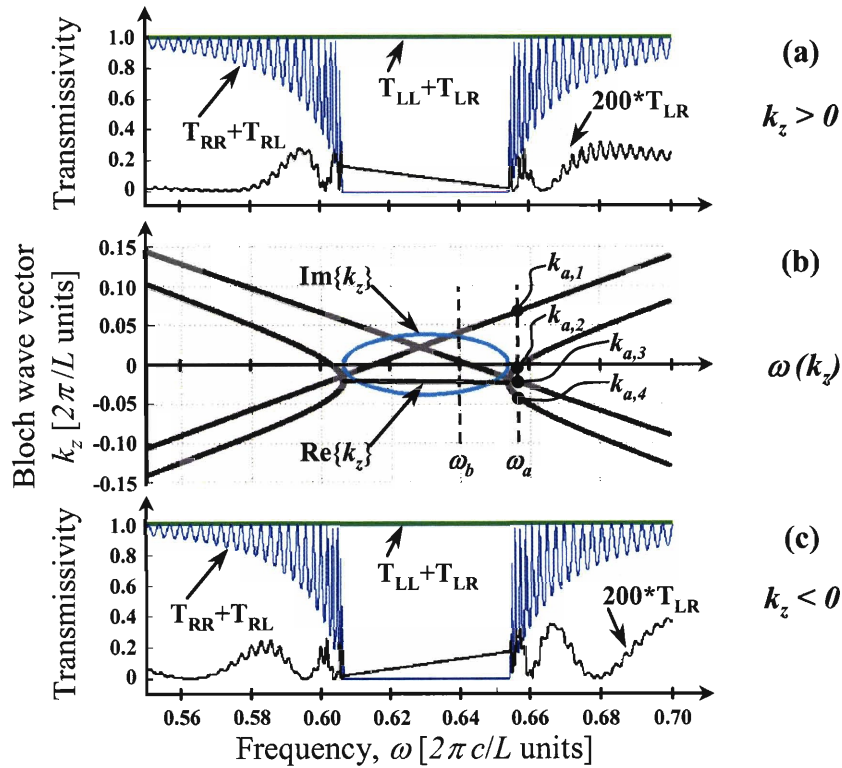 Transmissivity
1.0
0.8
0.6
0.4
0.2
0
T_RR+T_RL
T_LL+T_LR
200*T_LR
(a)
k_z > 0
Bloch wave vector
k_z [2π/L units]
0.15
0.10
0.05
0
-0.05
-0.10
-0.15
Im{k_z}
Re{k_z}
ω_b
ω_a
k_a,1
k_a,2
k_a,3
k_a,4
(b)
ω(k_z)
Transmissivity
1.0
0.8
0.6
0.4
0.2
0
T_RR+T_RL
T_LL+T_LR
200*T_LR
(c)
k_z < 0
0.56 0.58 0.60 0.62 0.64 0.66 0.68 0.70
Frequency, ω [2πc/L units]